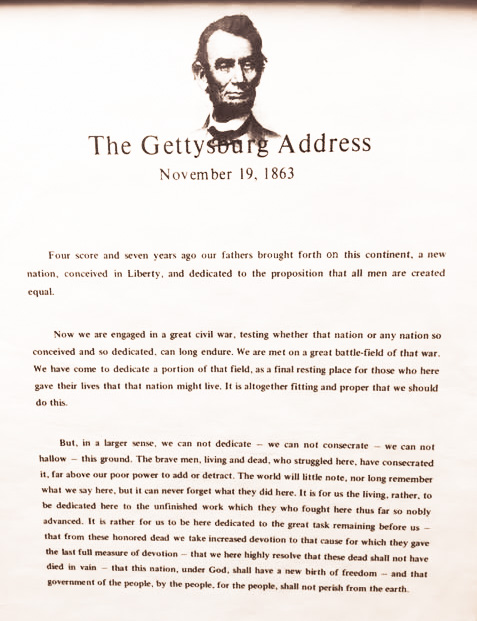 The Gettysburg Address
November 19, 1863
Four score and seven years ago our fathers brought forth on this continent, a new
nation, conceived in Liberty, and dedicated to the proposition that all men are created
equal.
Now we are engaged in a great civil war, testing whether that nation or any nation so
conceived and so dedicated, can long endure. We are met on a great battle-field of that war.
We have come to dedicate a portion of that field, as a final resting place for those who here
gave their lives that that nation might live. It is altogether fitting and proper that we should
do this.
But, in a larger sense, we can not dedicate — we can not consecrate — we can not
hallow — this ground. The brave men, living and dead, who struggled here, have consecrated
it, far above our poor power to add or detract. The world will little note, nor long remember
what we say here, but it can never forget what they did here. It is for us the living, rather, to
be dedicated here to the unfinished work which they who fought here thus far so nobly
advanced. It is rather for us to be here dedicated to the great task remaining before us —
that from these honored dead we take increased devotion to that cause for which they gave
the last full measure of devotion — that we here highly resolve that these dead shall not have
died in vain — that this nation, under God, shall have a new birth of freedom — and that
government of the people, by the people, for the people, shall not perish from the earth.